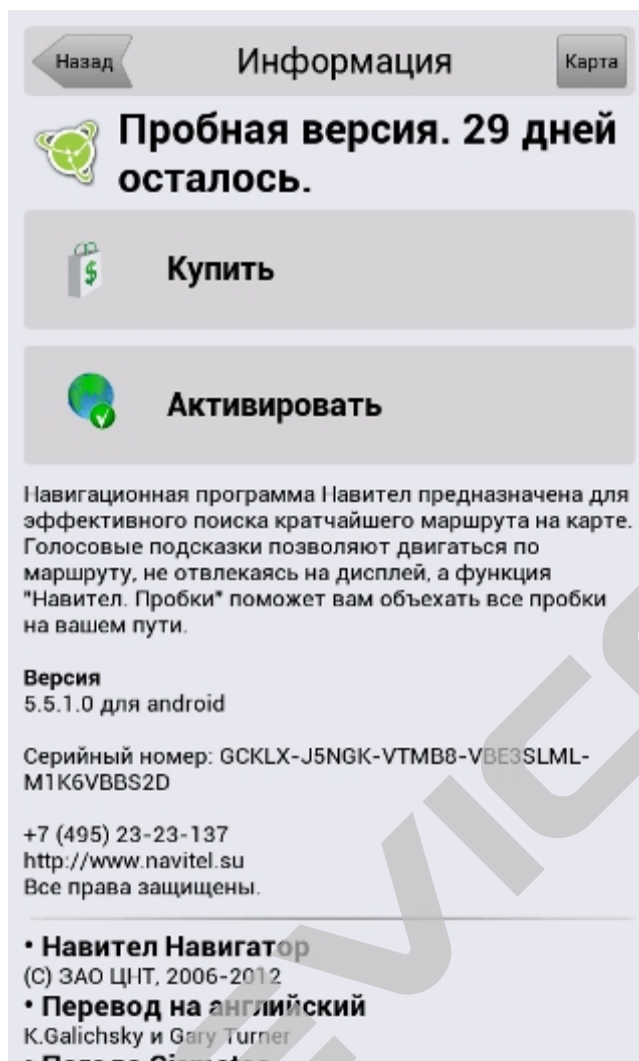 Назад
Информация
Карта
Пробная версия. 29 дней
осталось.
Купить
Активировать
Навигационная программа Навител предназначена для
эффективного поиска кратчайшего маршрута на карте.
Голосовые подсказки позволяют двигаться по
маршруту, не отвлекаясь на дисплей, а функция
"Навител. Пробки" поможет вам объехать все пробки
на вашем пути.
Версия
5.5.1.0 для android
Серийный номер: GCKLX-J5NGK-VTMB8-VBE3SLML-
M1K6VBBS2D
+7 (495) 23-23-137
http://www.navitel.su
Все права защищены.
• Навител Навигатор
(C) ЗАО ЦНТ, 2006-2012
• Перевод на английский
K.Galichsky и Gary Turner